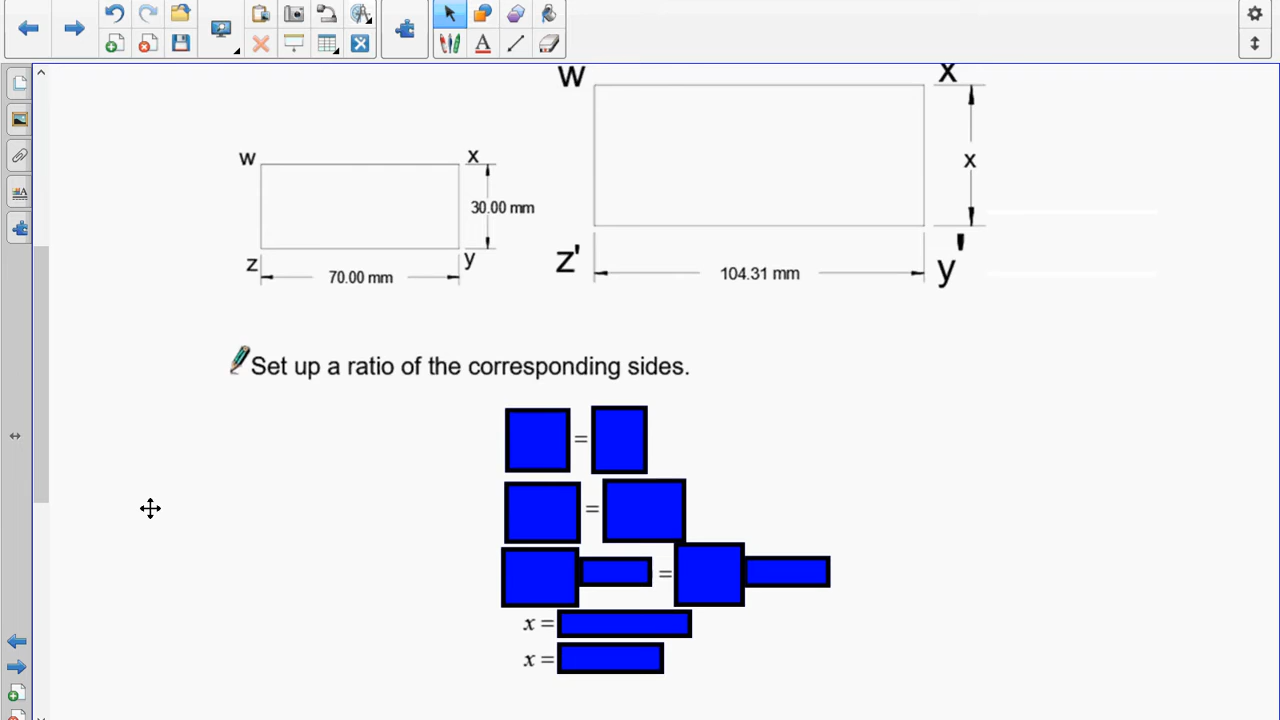 W X
w x
x
30.00 mm
z y
70.00 mm
z' y'
104.31 mm
Set up a ratio of the corresponding sides.
=
=
=
x =
x =